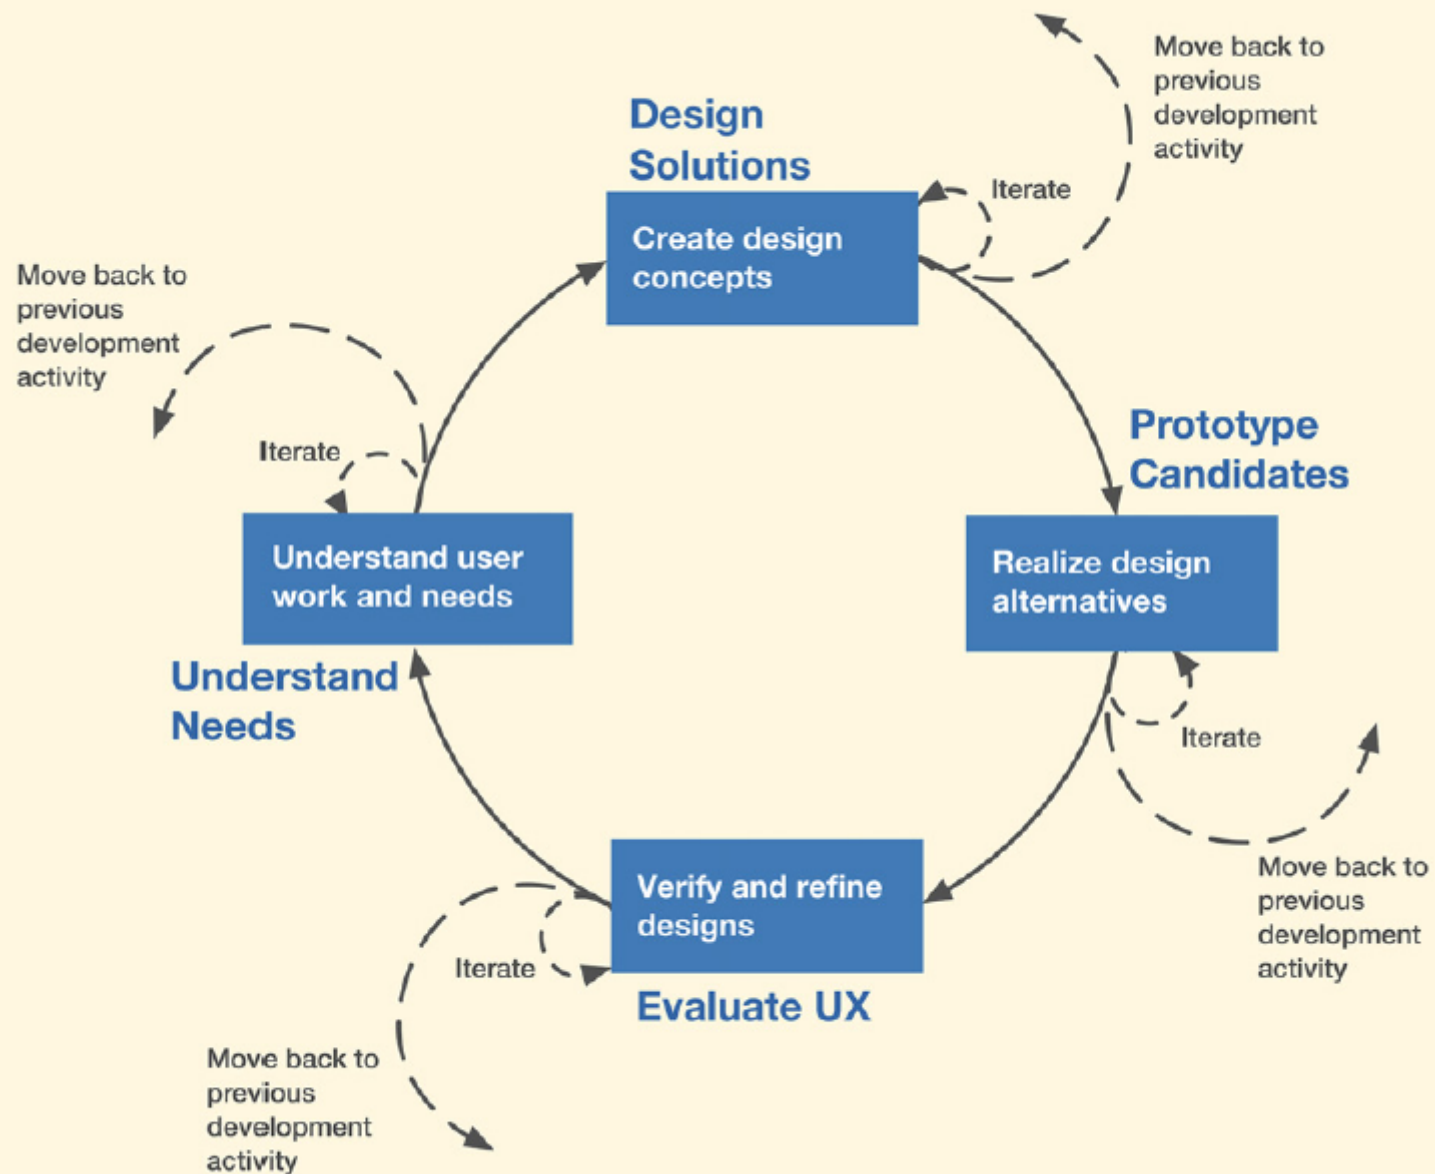 Move back to
previous
development
activity
Design
Solutions
Iterate
Create design
concepts
Move back to
previous
development
activity
Iterate
Prototype
Candidates
Understand user
work and needs
Realize design
alternatives
Understand
Needs
Iterate
Verify and refine
designs
Iterate
Evaluate UX
Move back to
previous
development
activity
Move back to
previous
development
activity